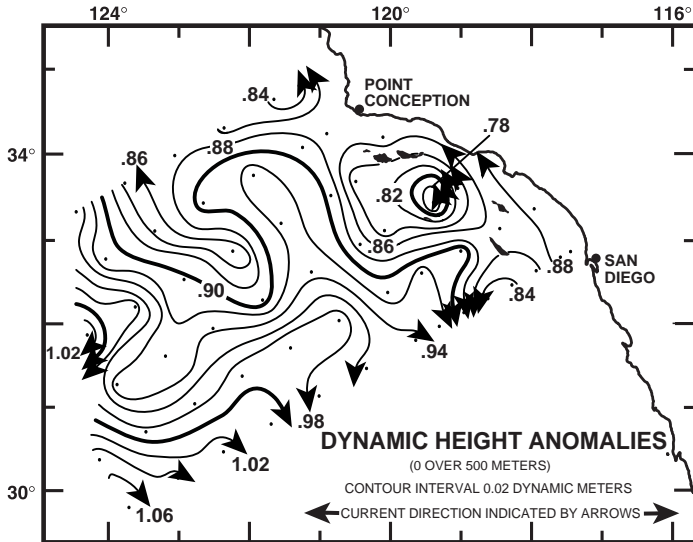 124° 120° 116°
.84
POINT
CONCEPTION
.78
34°
.88
.86
.82
.86
.88
SAN
DIEGO
.90
.84
1.02
.94
.98
DYNAMIC HEIGHT ANOMALIES
1.02
(0 OVER 500 METERS)
CONTOUR INTERVAL 0.02 DYNAMIC METERS
30°
1.06
CURRENT DIRECTION INDICATED BY ARROWS